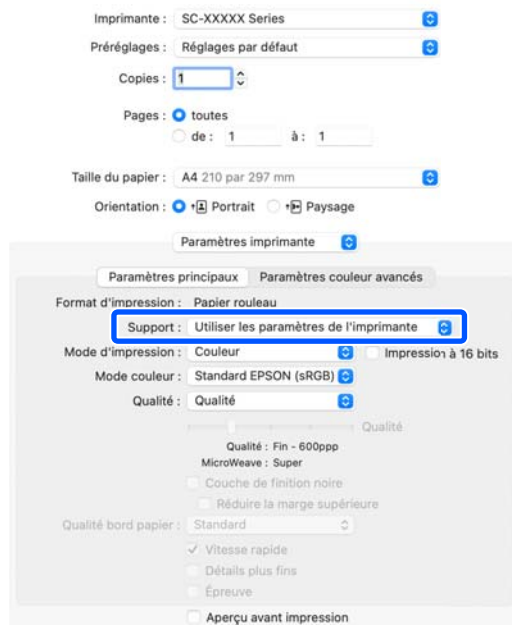 Imprimante : SC-XXXXX Series
Préréglages : Réglages par défaut
Copies : 1
Pages : toutes
de : 1 à : 1
Taille du papier : A4 210 par 297 mm
Orientation : Portrait Paysage
Paramètres imprimante
Paramètres principaux Paramètres couleur avancés
Format d'impression : Papier rouleau
Support : Utiliser les paramètres de l'imprimante
Mode d'impression : Couleur Impression à 16 bits
Mode couleur : Standard EPSON (sRGB)
Qualité : Qualité
Qualité
Qualité : Fin - 600ppp
MicroWeave : Super
Couche de finition noire
Réduire la marge supérieure
Qualité bord papier : Standard
Vitesse rapide
Détails plus fins
Épreuve
Aperçu avant impression